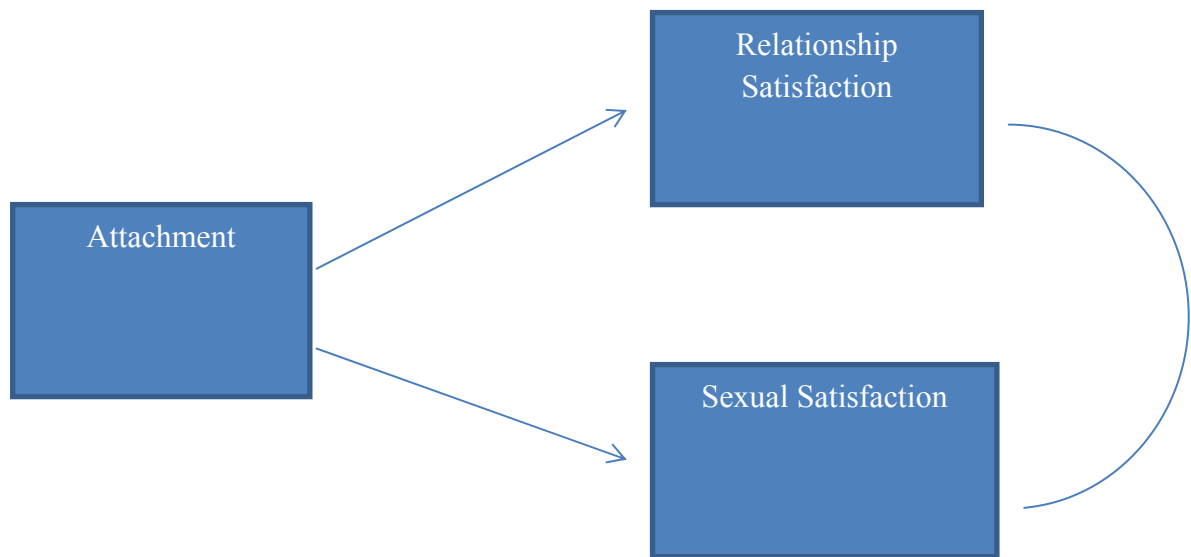 Relationship
Satisfaction
Attachment
Sexual Satisfaction